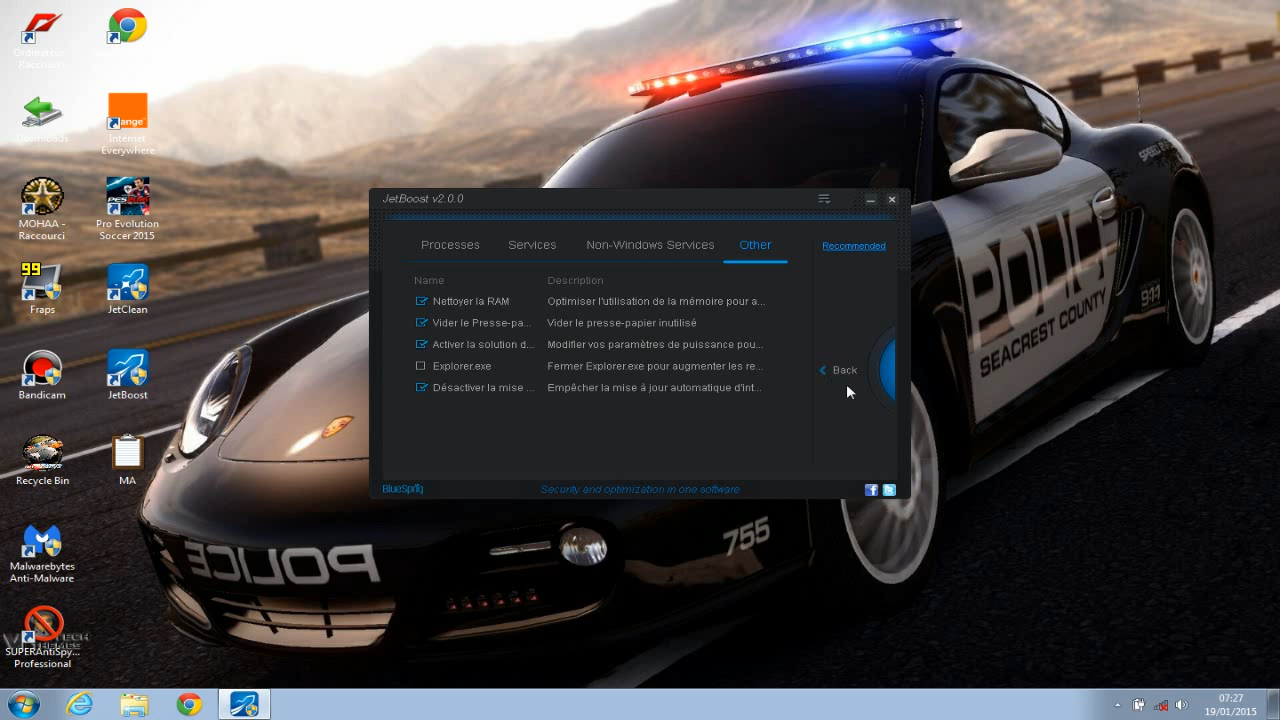 Raccourci
Downloads
Internet
Everywhere
MOHAA -
Raccourci
Pro Evolution
Soccer 2015
99
Fraps
JetClean
Bandicam
JetBoost
Recycle Bin
MA
Malwarebytes
Anti-Malware
SUPERAntiSpy...
Professional
JetBoost v2.0.0
Processes
Services
Non-Windows Services
Other
Recommended
Name
Description
Nettoyer la RAM
Optimiser l'utilisation de la mémoire pour a...
Vider le Presse-pa...
Vider le presse-papier inutilisé
Activer la solution d...
Modifier vos paramètres de puissance pou...
Explorer.exe
Fermer Explorer.exe pour augmenter les re...
Désactiver la mise ...
Empêcher la mise à jour automatique d'int...
Back
BlueSprig
Security and optimization in one software
POLICE
SEACREST COUNTY
911
755
POLICE
07:27
19/01/2015